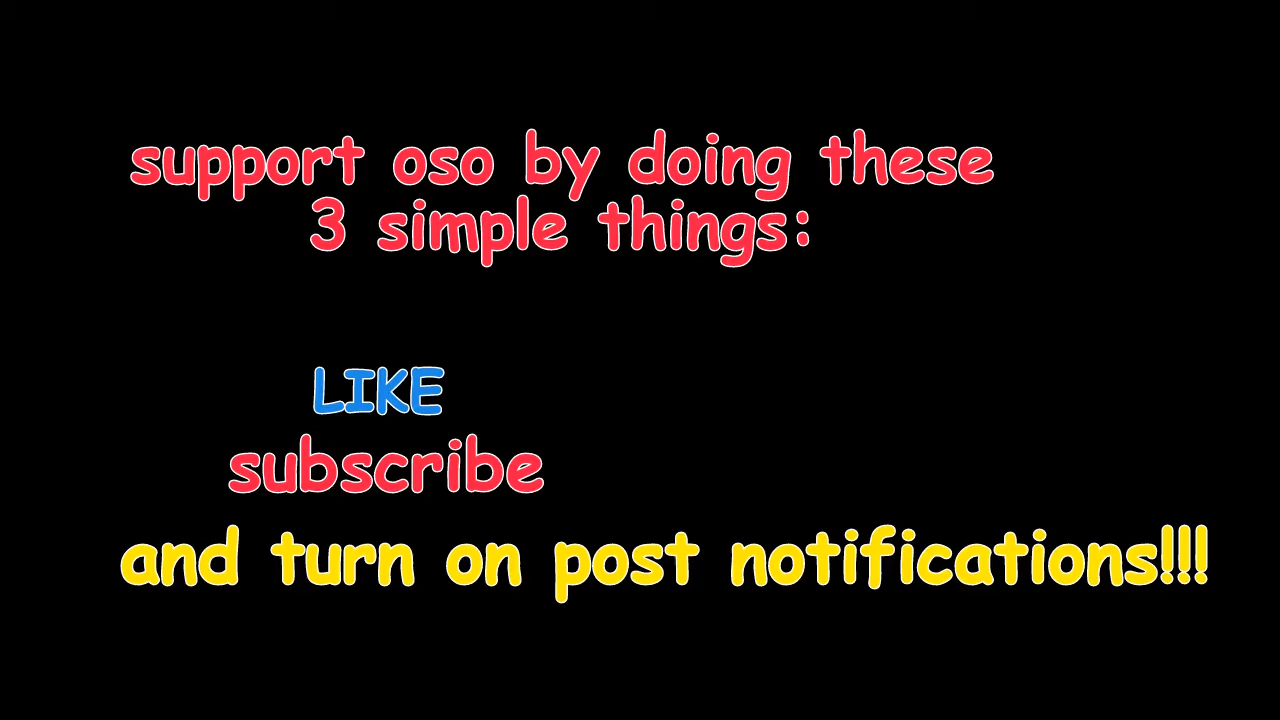 support oso by doing these
3 simple things:
LIKE
subscribe
and turn on post notifications!!!